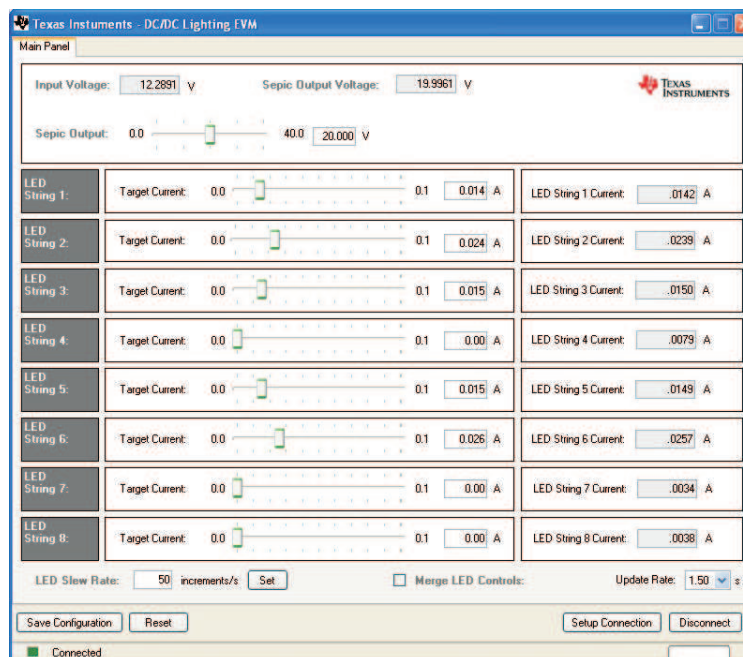 Texas Instuments - DC/DC Lighting EVM
Main Panel
Input Voltage: 12.2891 V Sepic Output Voltage: 19.9961 V
TEXAS INSTRUMENTS
Sepic Output: 0.0 40.0 20.000 V
LED String 1: Target Current: 0.0 0.1 0.014 A LED String 1 Current: .0142 A
LED String 2: Target Current: 0.0 0.1 0.024 A LED String 2 Current: .0239 A
LED String 3: Target Current: 0.0 0.1 0.015 A LED String 3 Current: .0150 A
LED String 4: Target Current: 0.0 0.1 0.00 A LED String 4 Current: .0079 A
LED String 5: Target Current: 0.0 0.1 0.015 A LED String 5 Current: .0149 A
LED String 6: Target Current: 0.0 0.1 0.026 A LED String 6 Current: .0257 A
LED String 7: Target Current: 0.0 0.1 0.00 A LED String 7 Current: .0034 A
LED String 8: Target Current: 0.0 0.1 0.00 A LED String 8 Current: .0038 A
LED Slew Rate: 50 increments/s Set Merge LED Controls: Update Rate: 1.50 s
Save Configuration Reset Setup Connection Disconnect
Connected